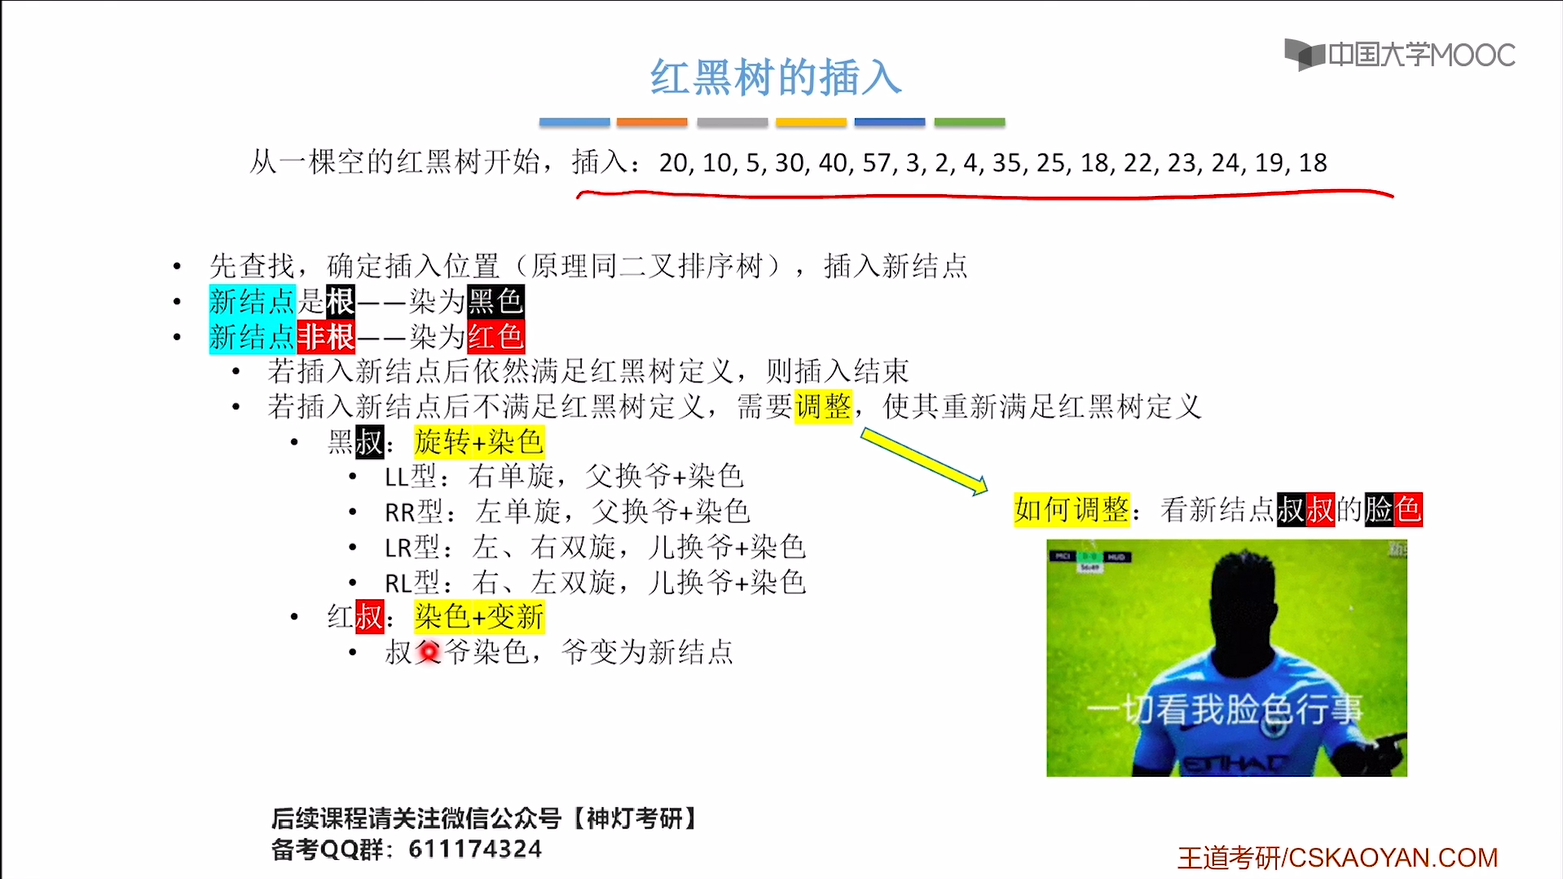 中国大学MOOC
红黑树的插入
从一棵空的红黑树开始，插入：20, 10, 5, 30, 40, 57, 3, 2, 4, 35, 25, 18, 22, 23, 24, 19, 18
• 先查找，确定插入位置（原理同二叉排序树），插入新结点
• 新结点是根——染为黑色
• 新结点非根——染为红色
• 若插入新结点后依然满足红黑树定义，则插入结束
• 若插入新结点后不满足红黑树定义，需要调整，使其重新满足红黑树定义
• 黑叔：旋转+染色
• LL型：右单旋，父换爷+染色
• RR型：左单旋，父换爷+染色
• LR型：左、右双旋，儿换爷+染色
• RL型：右、左双旋，儿换爷+染色
• 红叔：染色+变新
• 叔父爷染色，爷变为新结点
如何调整：看新结点叔叔的脸色
MCI HUD
56:49
一切看我脸色行事
ETIHAD
后续课程请关注微信公众号【神灯考研】
备考QQ群：611174324
王道考研/CSKAOYAN.COM